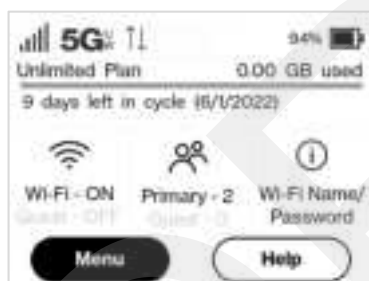 5G 94%
Unlimited Plan 0.00 GB used
9 days left in cycle (6/1/2022)
Wi-Fi - ON Primary - 2 Wi-Fi Name/
Guest - OFF Guest - 0 Password
Menu Help